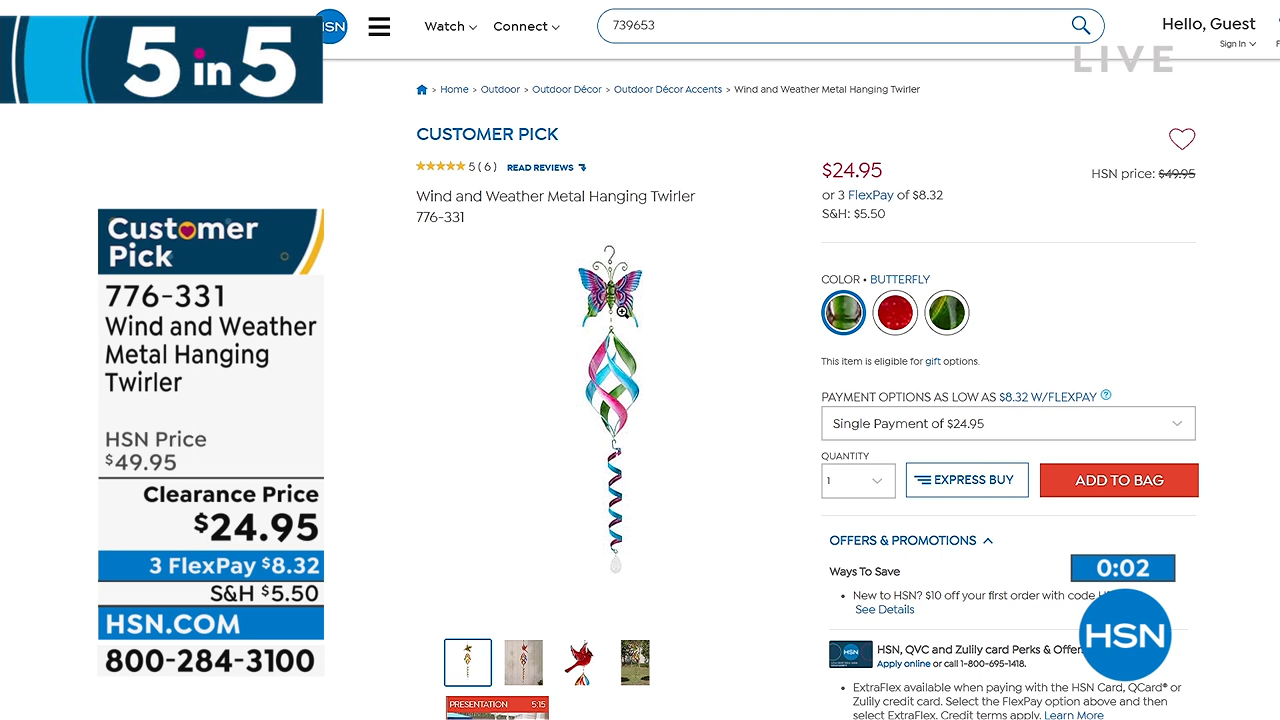 5 in 5
HSN
Watch
Connect
739653
Hello, Guest
Sign In
LIVE
> Home > Outdoor > Outdoor Décor > Outdoor Décor Accents > Wind and Weather Metal Hanging Twirler
CUSTOMER PICK
5 ( 6 ) READ REVIEWS
Wind and Weather Metal Hanging Twirler
776-331
$24.95
HSN price: $49.95
or 3 FlexPay of $8.32
S&H: $5.50
COLOR • BUTTERFLY
This item is eligible for gift options.
PAYMENT OPTIONS AS LOW AS $8.32 W/FLEXPAY ?
Single Payment of $24.95
QUANTITY
1
EXPRESS BUY
ADD TO BAG
OFFERS & PROMOTIONS
Ways To Save
0:02
• New to HSN? $10 off your first order with code
See Details
HSN
HSN
HSN, QVC and Zulily card Perks & Offer
Apply online or call 1-800-695-1418.
• ExtraFlex available when paying with the HSN Card, QCard® or
Zulily credit card. Select the FlexPay option above and then
select ExtraFlex. Credit terms apply. Learn More
PRESENTATION 5:15
Customer
Pick
776-331
Wind and Weather
Metal Hanging
Twirler
HSN Price
$49.95
Clearance Price
$24.95
3 FlexPay $8.32
S&H $5.50
HSN.COM
800-284-3100